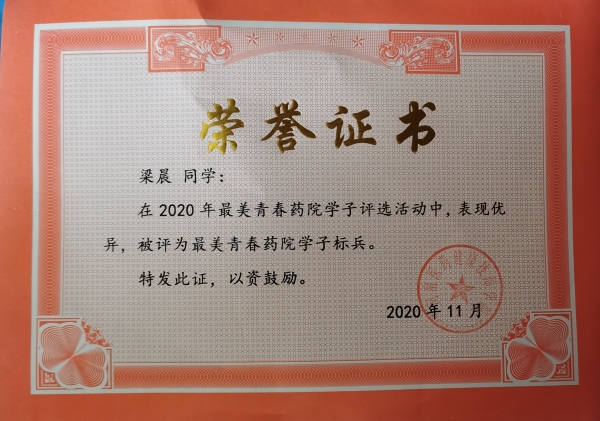 荣誉证书
梁晨 同学：
在2020年最美青春药院学子评选活动中，表现优
异，被评为最美青春药院学子标兵。
特发此证，以资鼓励。
2020年11月